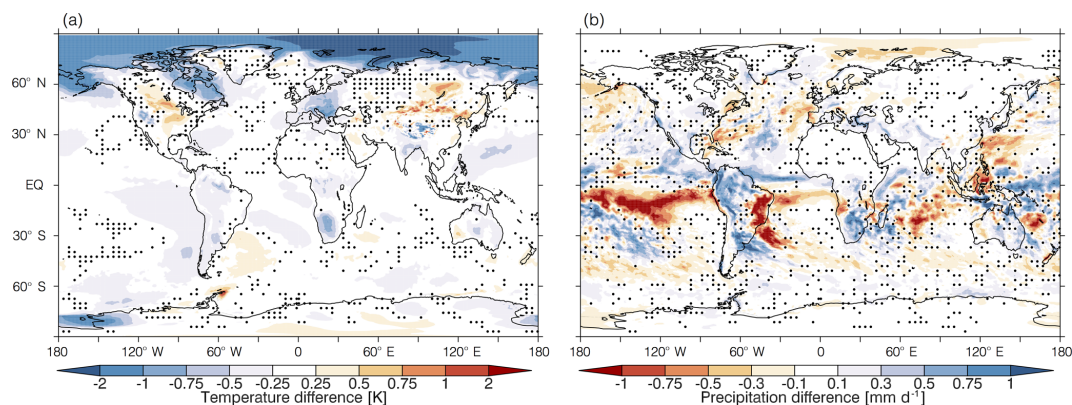 (a)
(b)
60° N
30° N
EQ
30° S
60° S
180 120° W 60° W 0 60° E 120° E 180
180 120° W 60° W 0 60° E 120° E 180
-2 -1 -0.75 -0.5 -0.25 0.25 0.5 0.75 1 2
Temperature difference [K]
-1 -0.75 -0.5 -0.3 -0.1 0.1 0.3 0.5 0.75 1
Precipitation difference [mm d⁻¹]